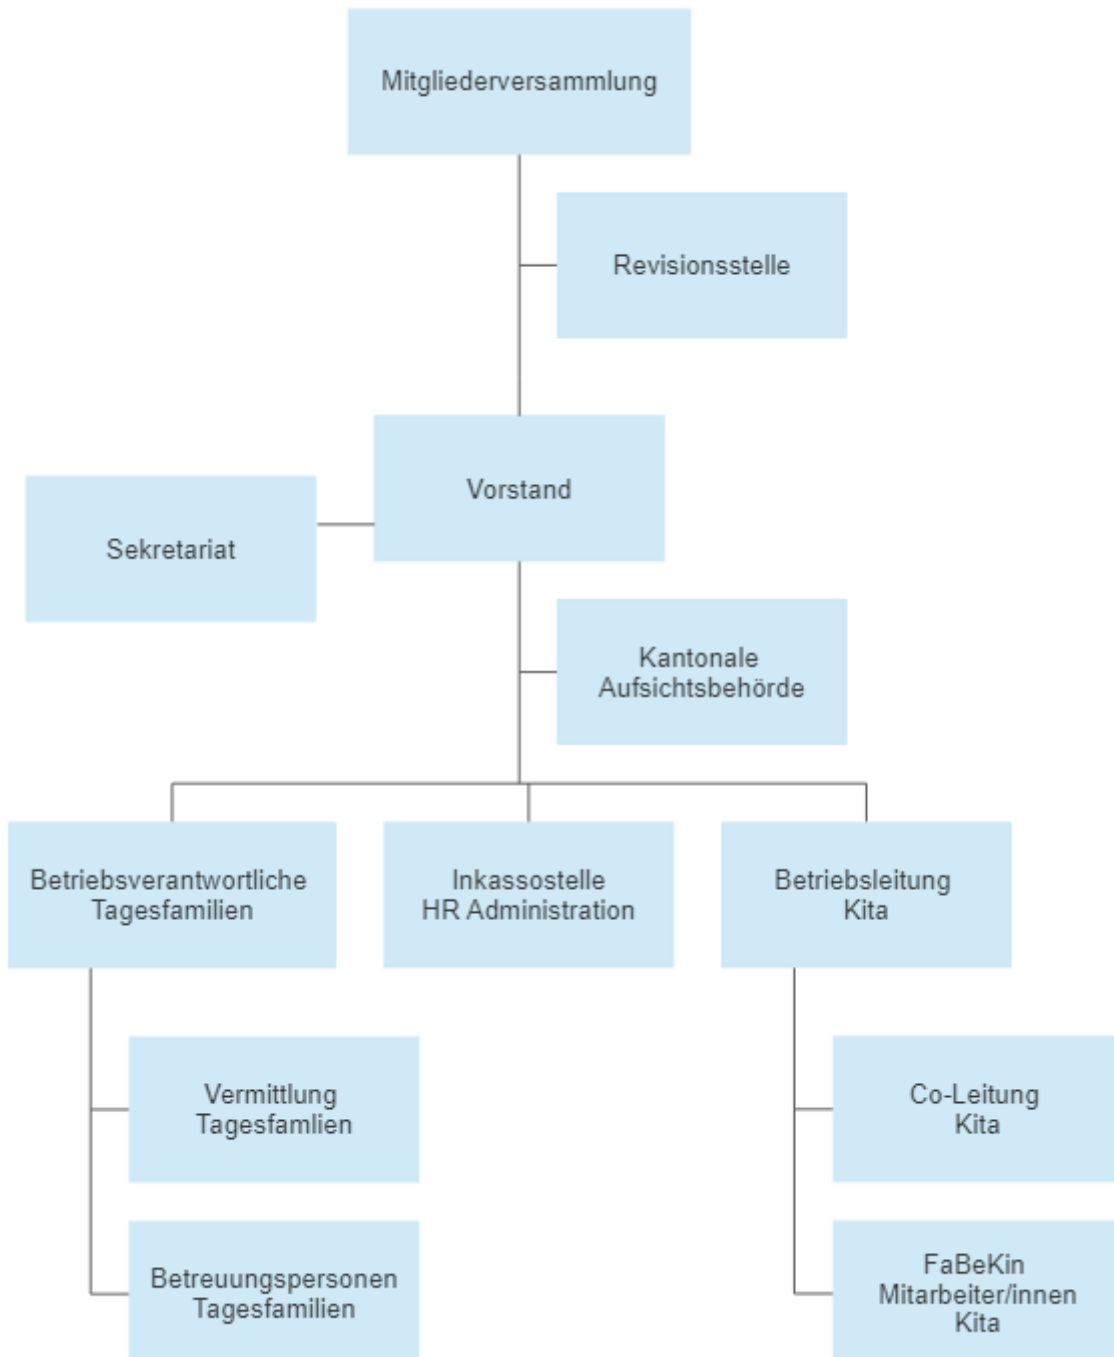 Mitgliederversammlung
Revisionsstelle
Vorstand
Sekretariat
Kantonale
Aufsichtsbehörde
Betriebsverantwortliche
Tagesfamilien
Inkassostelle
HR Administration
Betriebsleitung
Kita
Vermittlung
Tagesfamlien
Co-Leitung
Kita
Betreuungspersonen
Tagesfamilien
FaBeKin
Mitarbeiter/innen
Kita